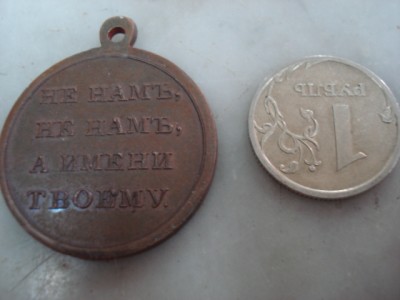 НЕ НАМЪ,
НЕ НАМЪ,
А ИМЕНИ
ТВОЕМУ.
1
РУБЛЬ